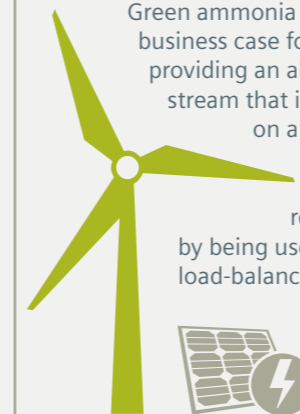 Green ammonia
business case fo
providing an a
stream that i
on a
re
by being use
load-balanc